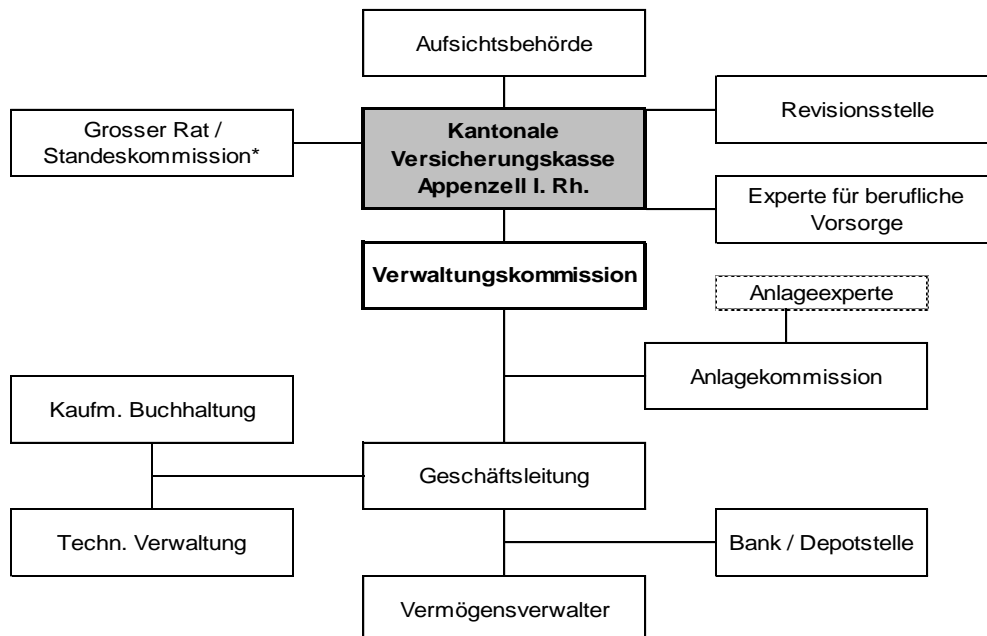 Aufsichtsbehörde
Grosser Rat /
Standeskommission*
Kantonale
Versicherungskasse
Appenzell I. Rh.
Revisionsstelle
Experte für berufliche
Vorsorge
Verwaltungskommission
Anlageexperte
Anlagekommission
Kaufm. Buchhaltung
Geschäftsleitung
Techn. Verwaltung
Bank / Depotstelle
Vermögensverwalter